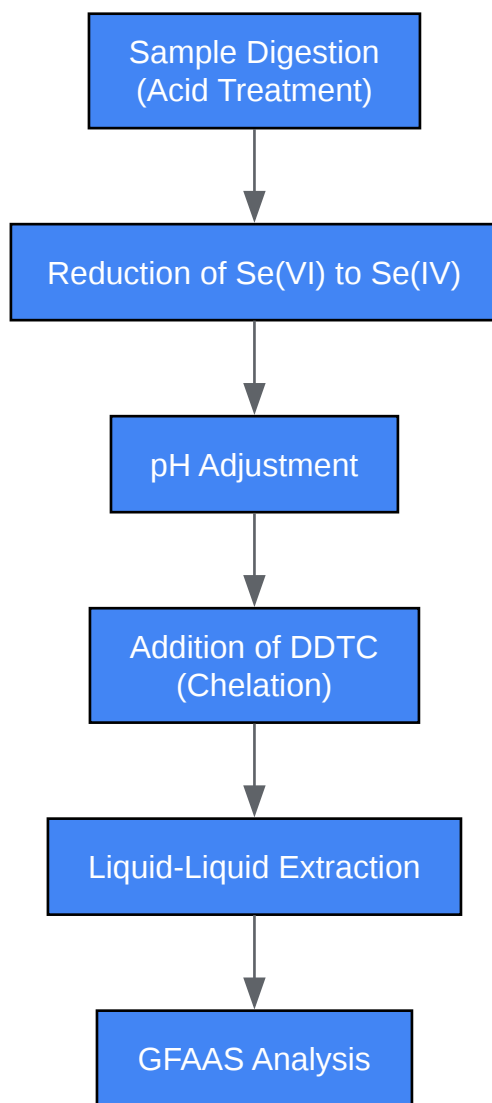 Sample Digestion
(Acid Treatment)
Reduction of Se(VI) to Se(IV)
pH Adjustment
Addition of DDTC
(Chelation)
Liquid-Liquid Extraction
GFAAS Analysis